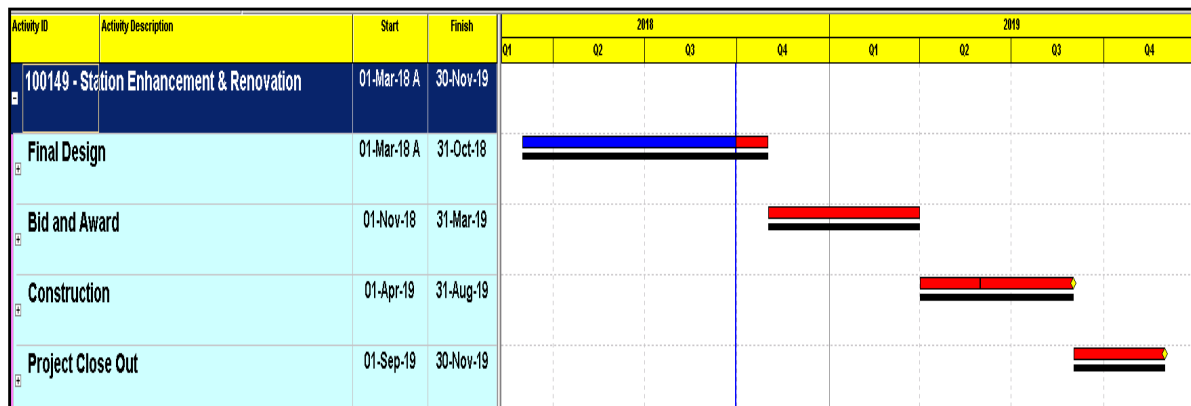 Activity ID Activity Description Start Finish 2018 2019
Q1 Q2 Q3 Q4 Q1 Q2 Q3 Q4
100149 - Station Enhancement & Renovation 01-Mar-18 A 30-Nov-19
Final Design 01-Mar-18 A 31-Oct-18
Bid and Award 01-Nov-18 31-Mar-19
Construction 01-Apr-19 31-Aug-19
Project Close Out 01-Sep-19 30-Nov-19